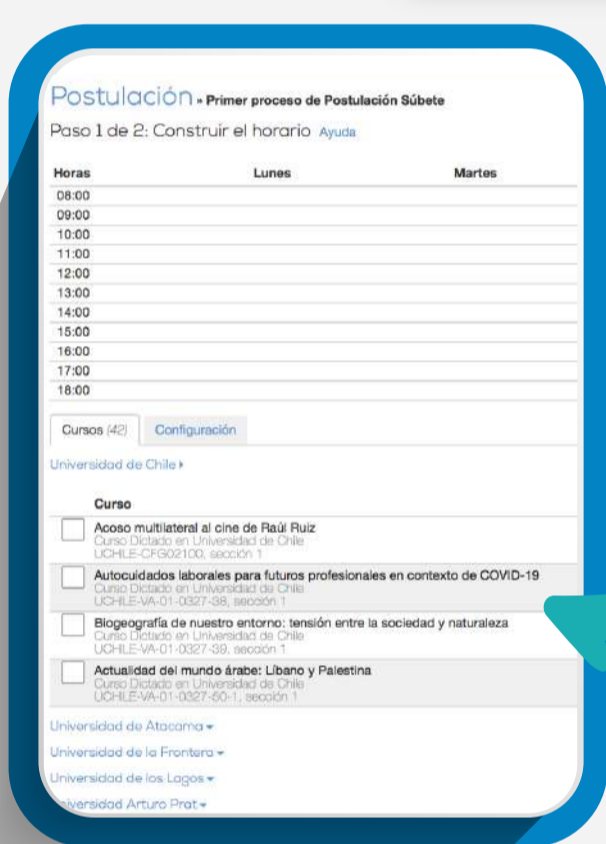 Postulación » Primer proceso de Postulación Súbete
Paso 1 de 2: Construir el horario Ayuda
Horas Lunes Martes
08:00
09:00
10:00
11:00
12:00
13:00
14:00
15:00
16:00
17:00
18:00
Cursos (42) Configuración
Universidad de Chile
Curso
Acoso multilateral al cine de Raúl Ruiz
Curso Dictado en Universidad de Chile
UCHILE-CFG02100, sección 1
Autocuidados laborales para futuros profesionales en contexto de COVID-19
Curso Dictado en Universidad de Chile
UCHILE-VA-01-0327-38, sección 1
Biogeografía de nuestro entorno: tensión entre la sociedad y naturaleza
Curso Dictado en Universidad de Chile
UCHILE-VA-01-0327-39, sección 1
Actualidad del mundo árabe: Líbano y Palestina
Curso Dictado en Universidad de Chile
UCHILE-VA-01-0327-50-1, sección 1
Universidad de Atacama
Universidad de la Frontera
Universidad de los Lagos
Universidad Arturo Prat